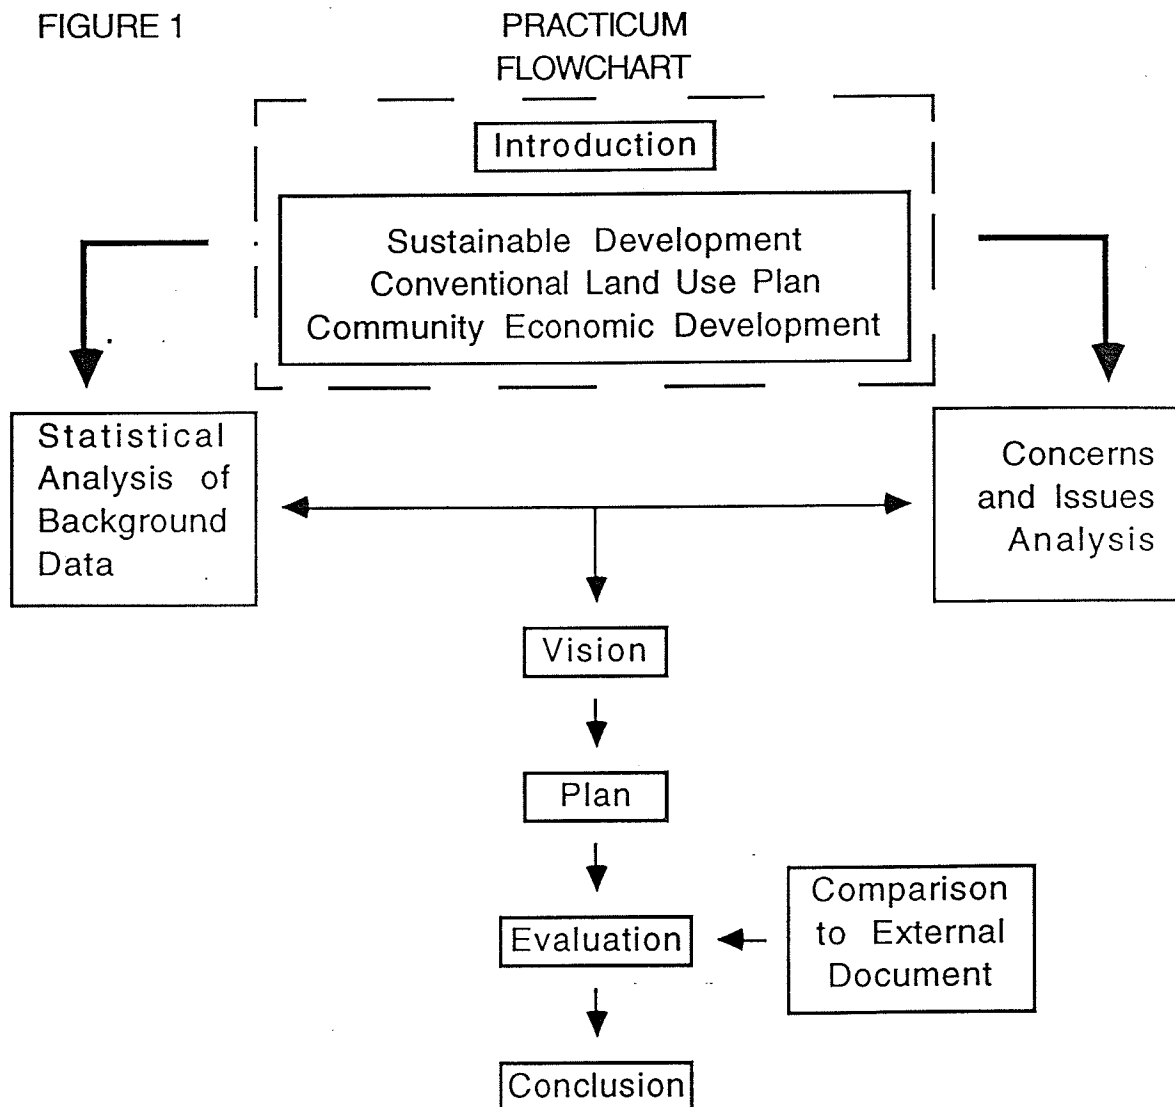 FIGURE 1
PRACTICUM
FLOWCHART
Introduction
Sustainable Development
Conventional Land Use Plan
Community Economic Development
Statistical
Analysis of
Background
Data
Concerns
and Issues
Analysis
Vision
Plan
Evaluation
Comparison
to External
Document
Conclusion